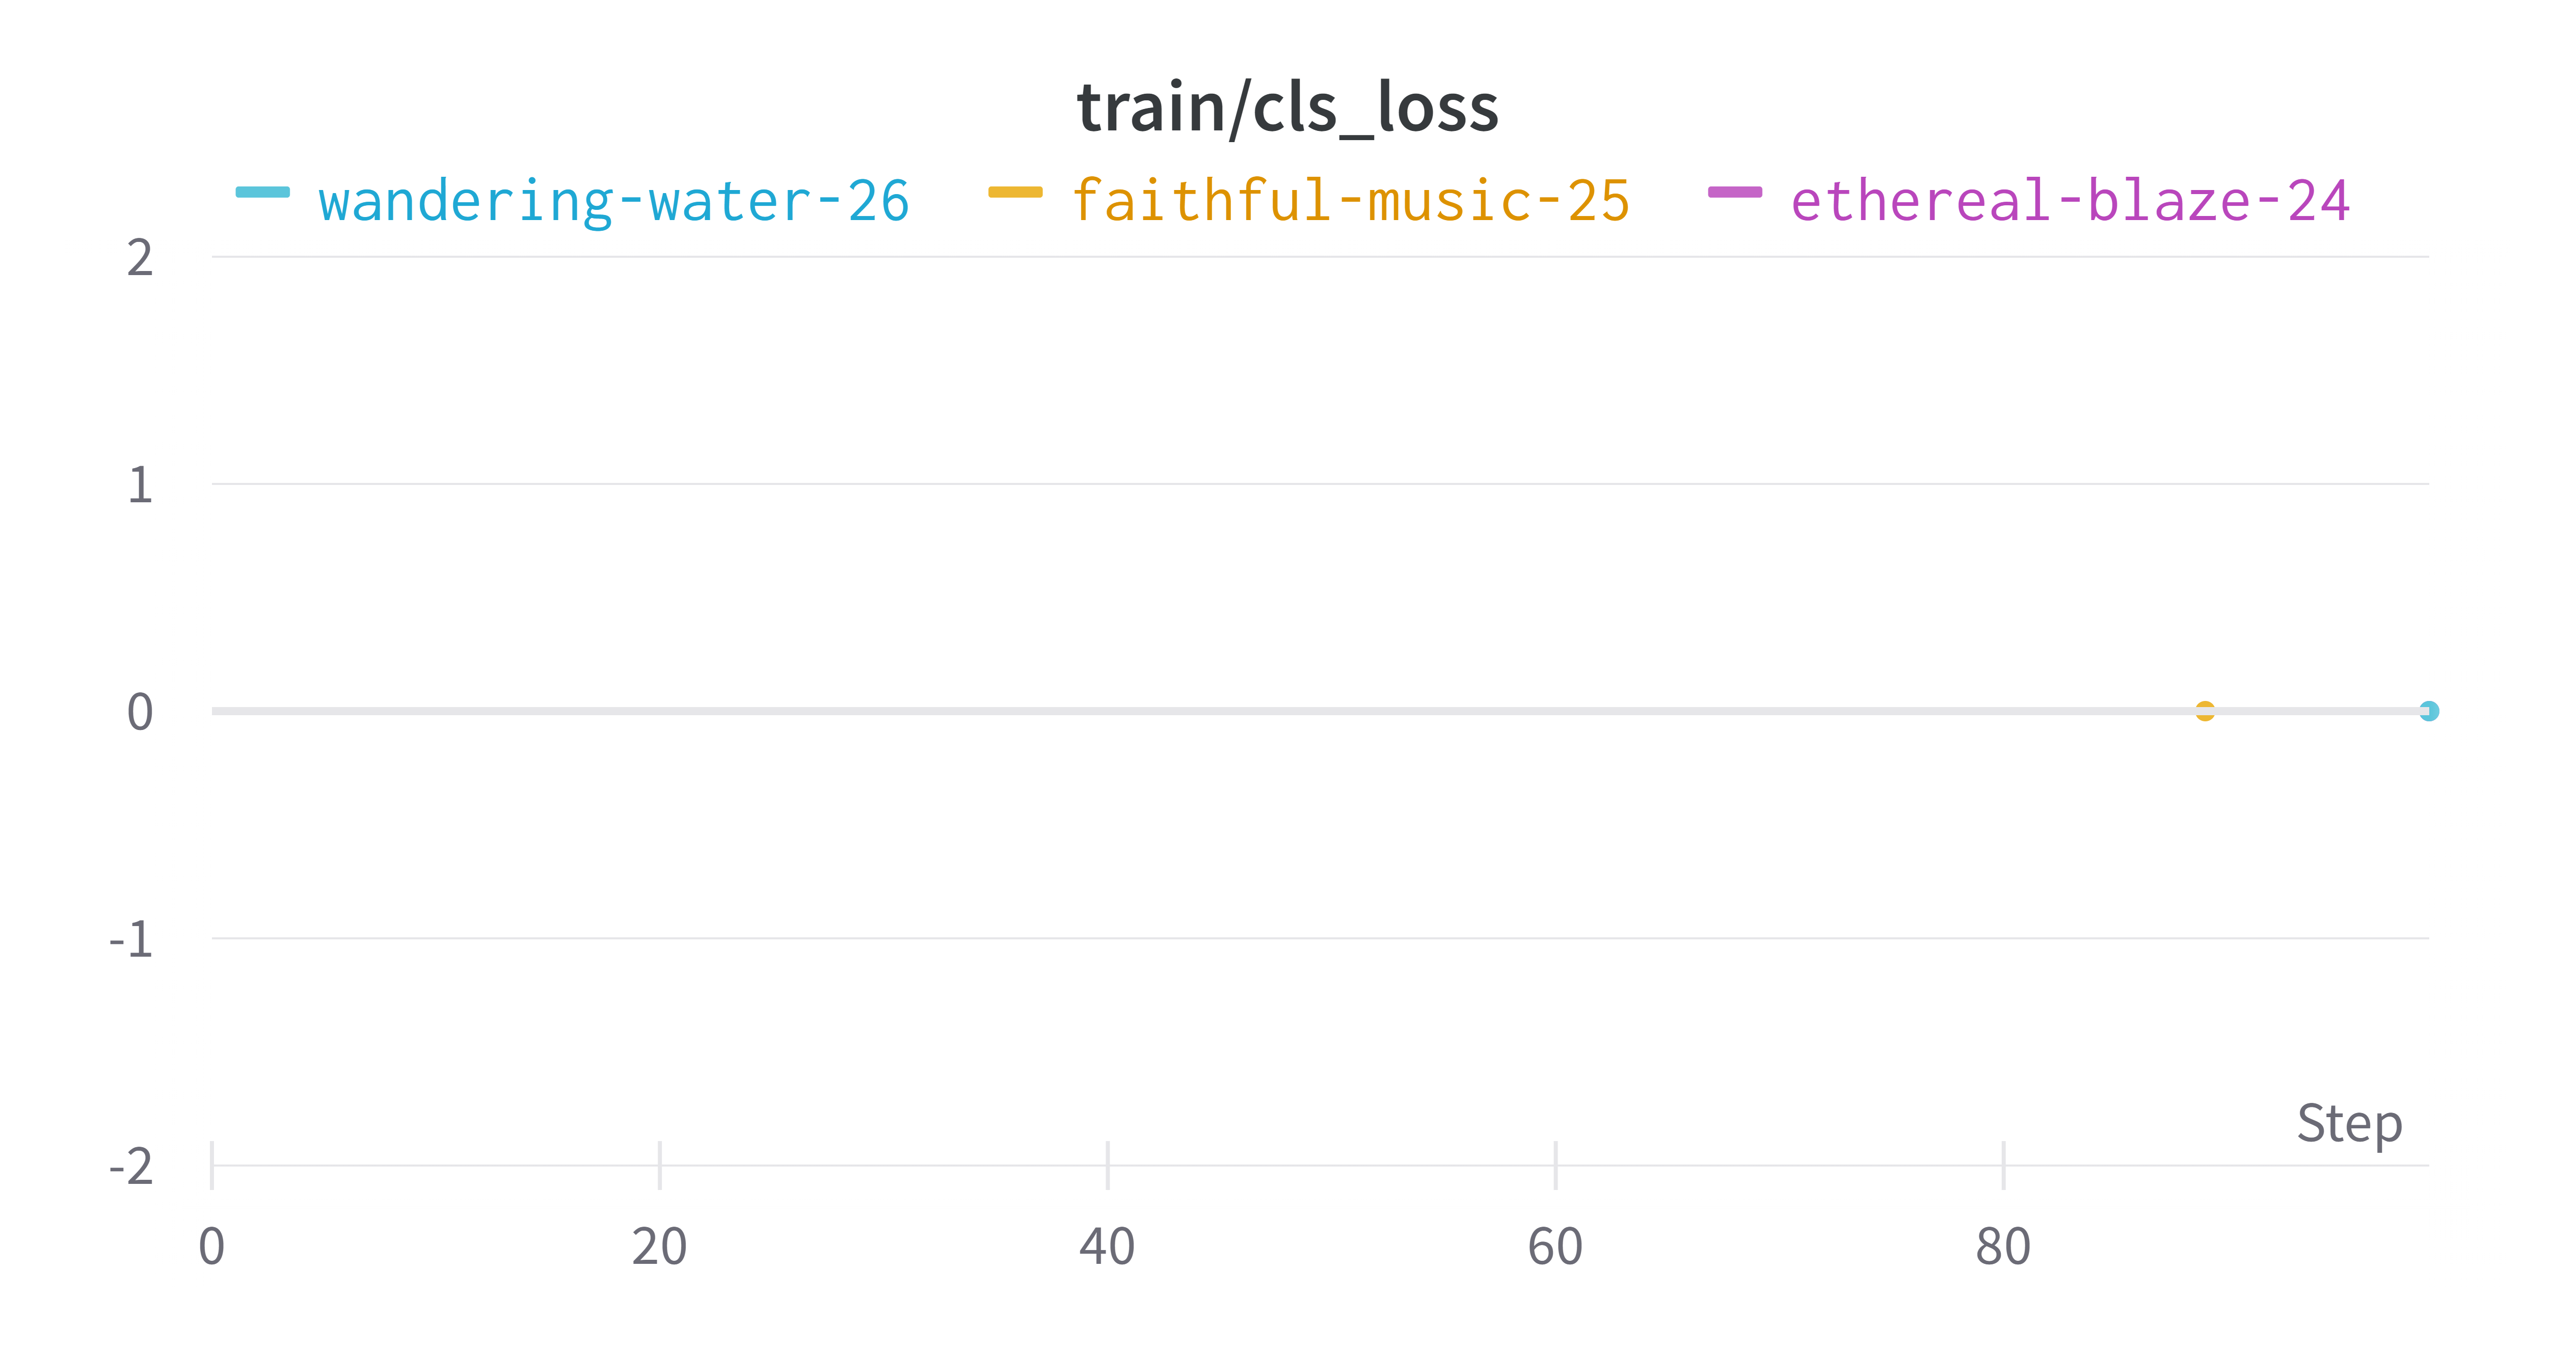 train/cls_loss
wandering-water-26 faithful-music-25 ethereal-blaze-24
2
1
0
-1
-2
Step
0 20 40 60 80